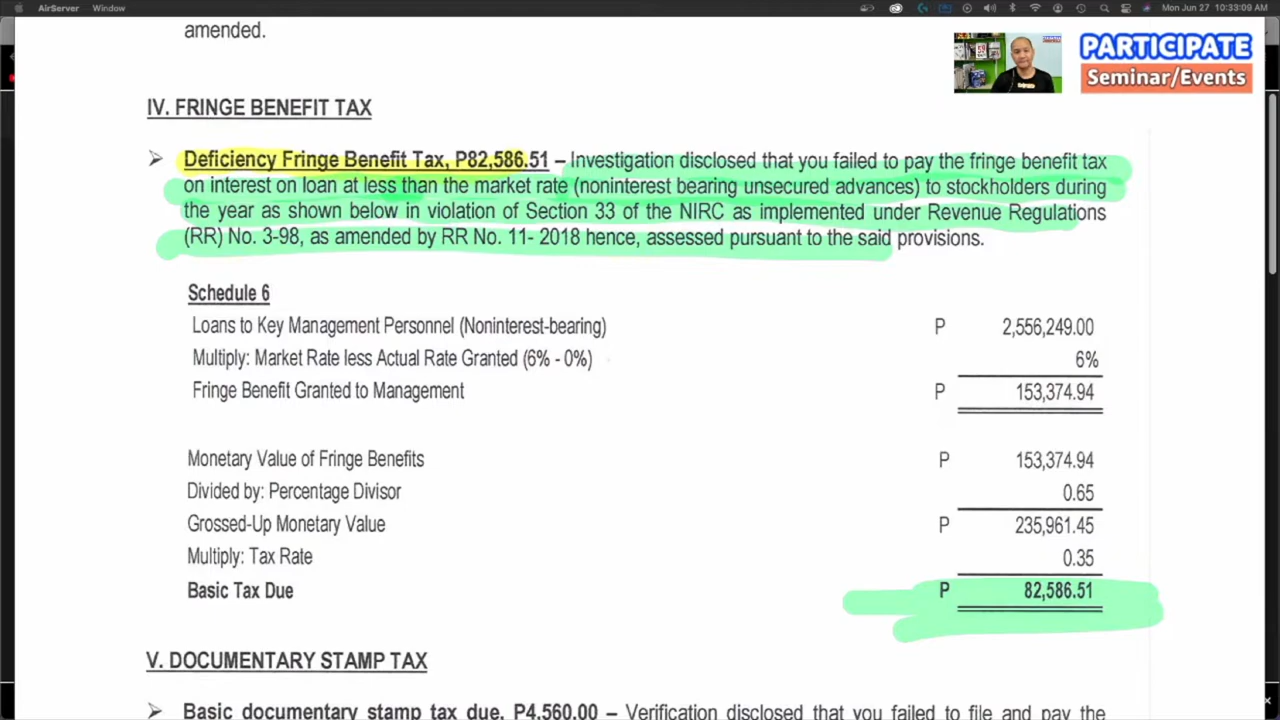 AirServer Window Mon Jun 27 10:33:09 AM
amended.
PARTICIPATE
Seminar/Events
IV. FRINGE BENEFIT TAX
➢ Deficiency Fringe Benefit Tax, P82,586.51 – Investigation disclosed that you failed to pay the fringe benefit tax
on interest on loan at less than the market rate (noninterest bearing unsecured advances) to stockholders during
the year as shown below in violation of Section 33 of the NIRC as implemented under Revenue Regulations
(RR) No. 3-98, as amended by RR No. 11- 2018 hence, assessed pursuant to the said provisions.
Schedule 6
Loans to Key Management Personnel (Noninterest-bearing) P 2,556,249.00
Multiply: Market Rate less Actual Rate Granted (6% - 0%) 6%
Fringe Benefit Granted to Management P 153,374.94
Monetary Value of Fringe Benefits P 153,374.94
Divided by: Percentage Divisor 0.65
Grossed-Up Monetary Value P 235,961.45
Multiply: Tax Rate 0.35
Basic Tax Due P 82,586.51
V. DOCUMENTARY STAMP TAX
➢ Basic documentary stamp tax due, P4,560.00 – Verification disclosed that you failed to file and pay the